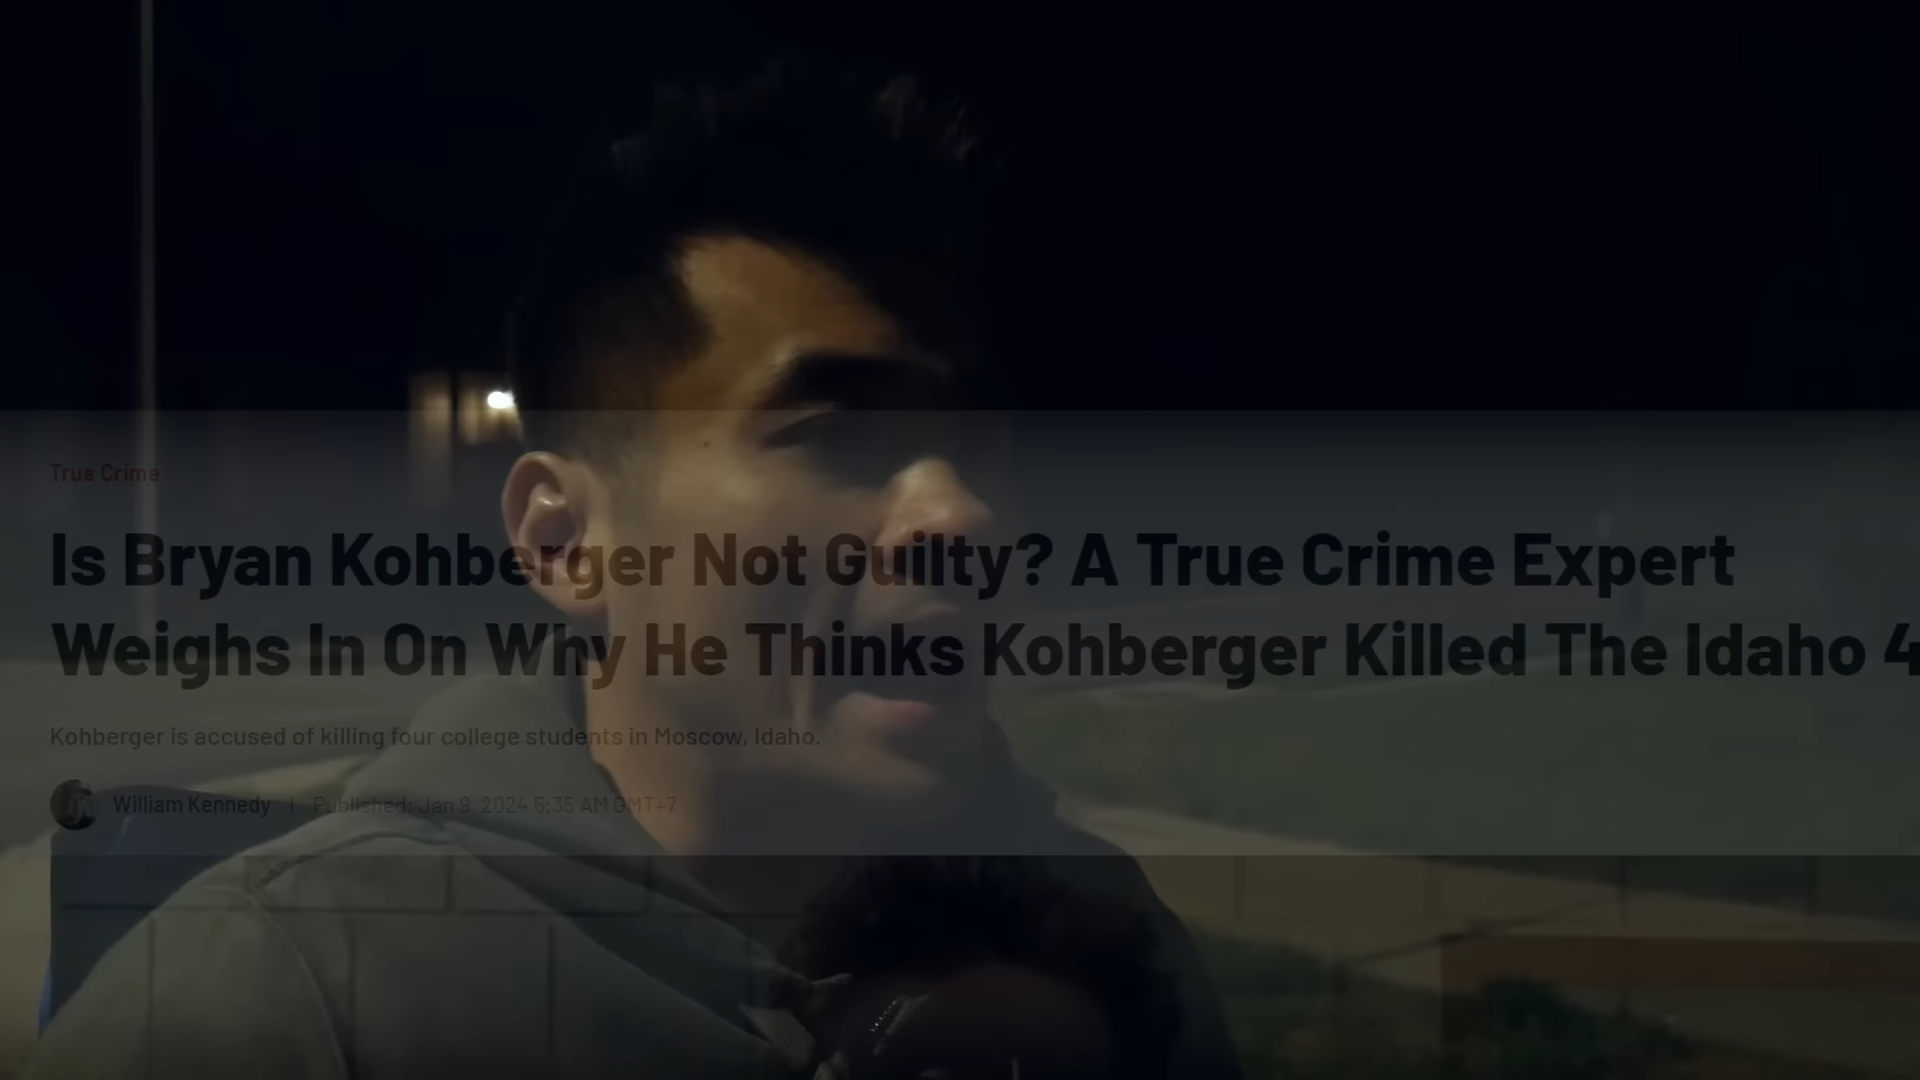 True Crime
Is Bryan Kohberger Not Guilty? A True Crime Expert
Weighs In On Why He Thinks Kohberger Killed The Idaho 4
Kohberger is accused of killing four college students in Moscow, Idaho.
William Kennedy | Published: Jan 9, 2024 5:35 AM GMT+7